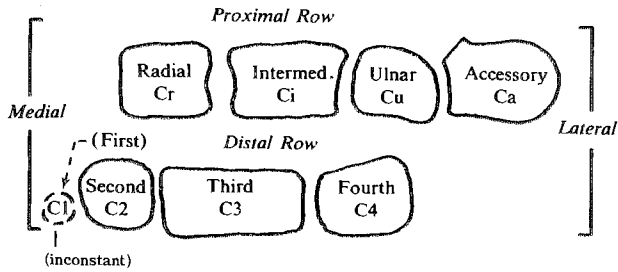 Proximal Row
Radial Intermed. Ulnar Accessory
Cr Ci Cu Ca
Medial
Lateral
(First) Distal Row
Second Third Fourth
C1 C2 C3 C4
(inconstant)